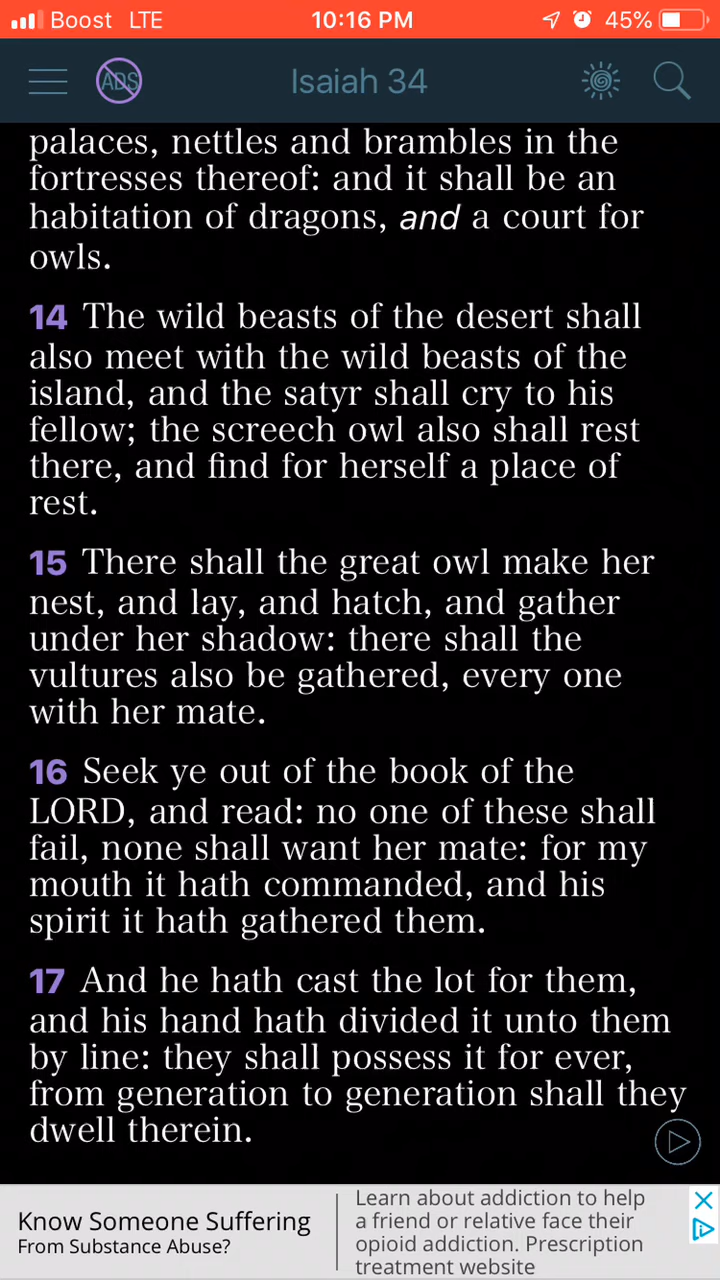 Boost LTE 10:16 PM 45%
ADS Isaiah 34
palaces, nettles and brambles in the
fortresses thereof: and it shall be an
habitation of dragons, and a court for
owls.
14 The wild beasts of the desert shall
also meet with the wild beasts of the
island, and the satyr shall cry to his
fellow; the screech owl also shall rest
there, and find for herself a place of
rest.
15 There shall the great owl make her
nest, and lay, and hatch, and gather
under her shadow: there shall the
vultures also be gathered, every one
with her mate.
16 Seek ye out of the book of the
LORD, and read: no one of these shall
fail, none shall want her mate: for my
mouth it hath commanded, and his
spirit it hath gathered them.
17 And he hath cast the lot for them,
and his hand hath divided it unto them
by line: they shall possess it for ever,
from generation to generation shall they
dwell therein.
Know Someone Suffering
From Substance Abuse?
Learn about addiction to help
a friend or relative face their
opioid addiction. Prescription
treatment website